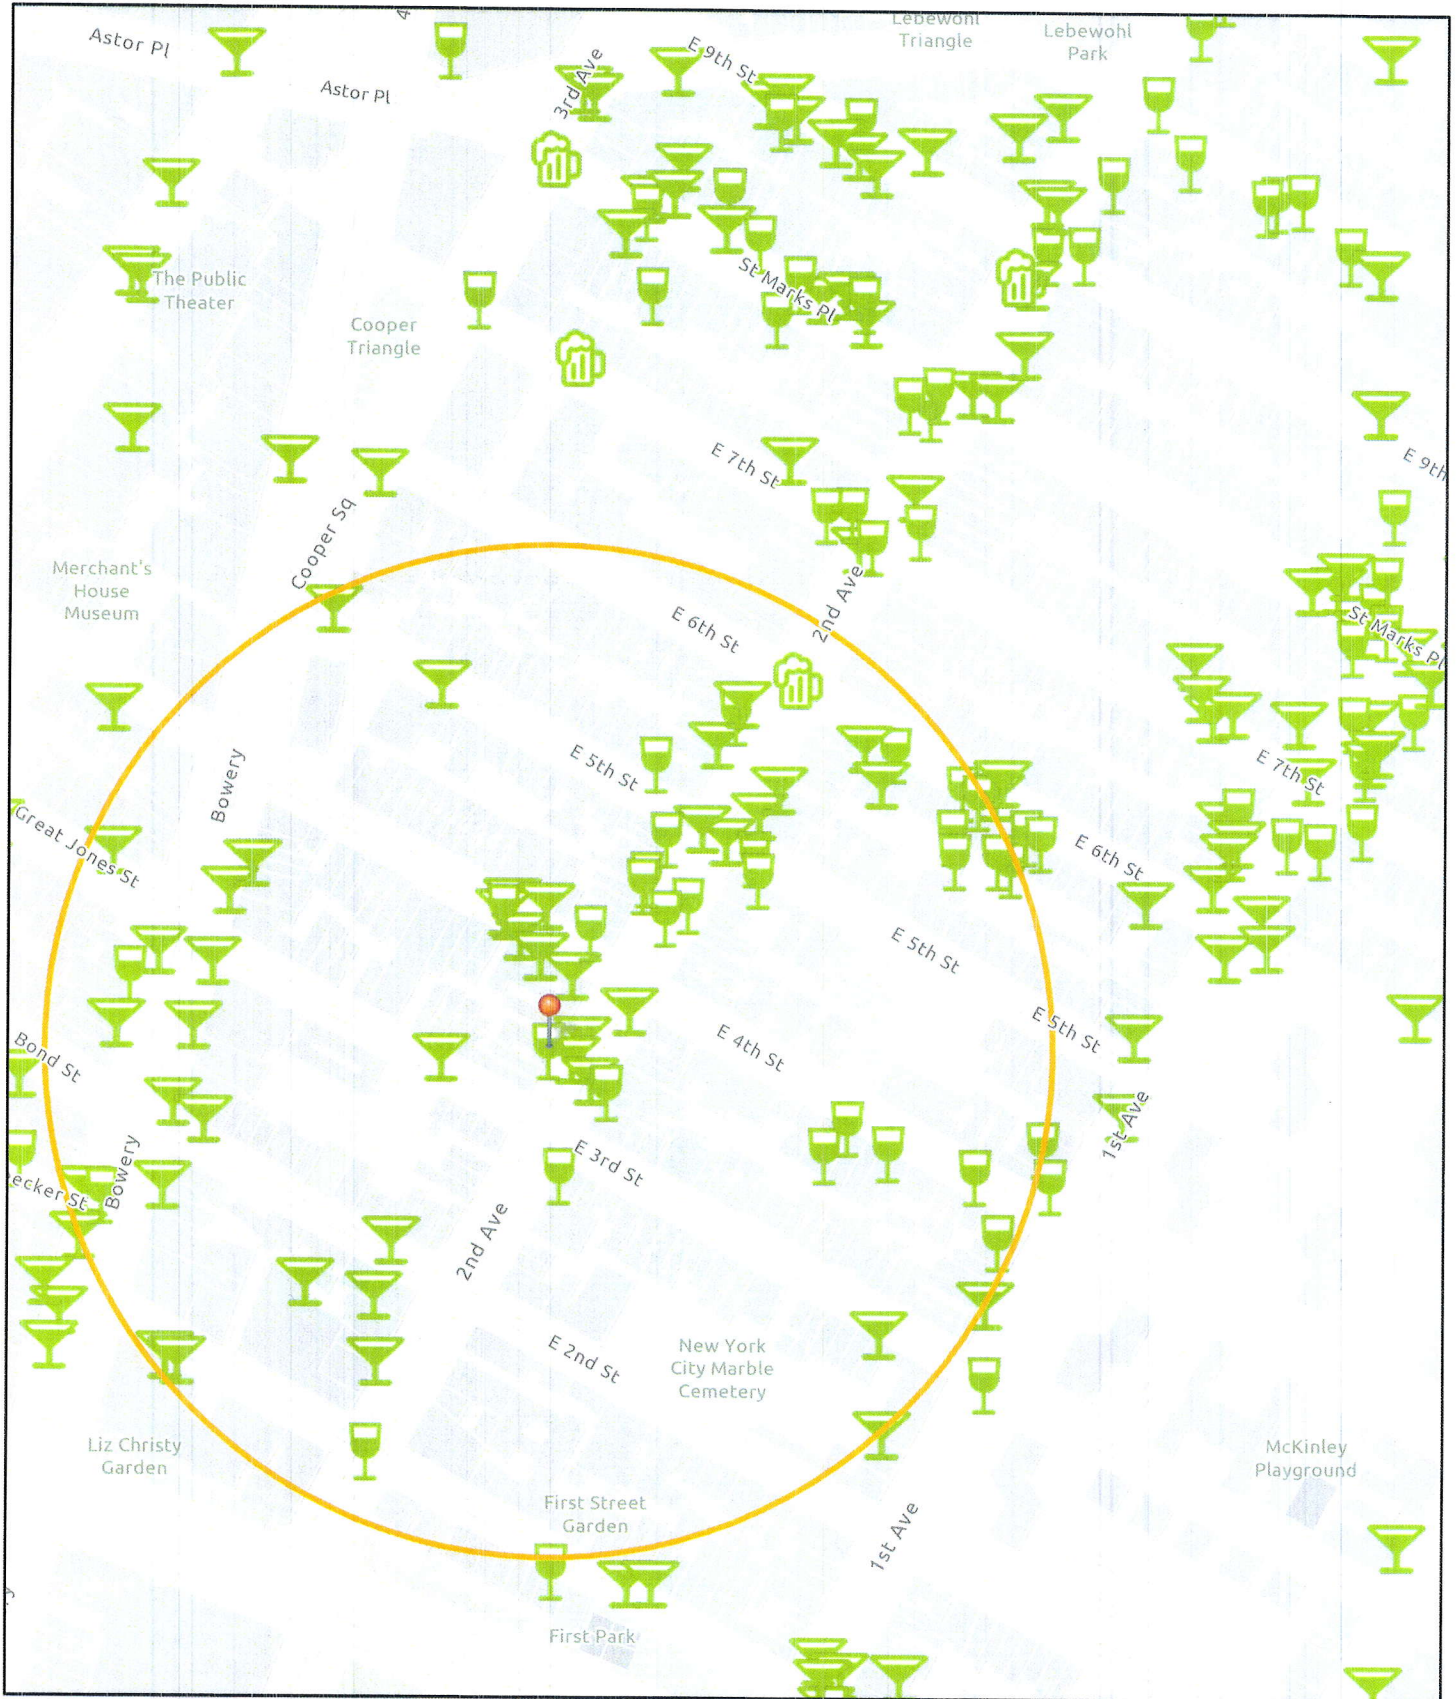 4
Lebewohl
Triangle
Lebewohl
Park
Astor Pl
E 9th St
3rd Ave
Astor Pl
The Public
Theater
St Marks Pl
Cooper
Triangle
E 7th St
E 9th
Cooper Sq
Merchant's
House
Museum
2nd Ave
E 6th St
St Marks Pl
E 5th St
Bowery
E 7th St
Great Jones St
E 6th St
E 5th St
E 5th St
Bond St
E 4th St
1st Ave
Bowery
E 3rd St
ecker St
2nd Ave
New York
City Marble
Cemetery
E 2nd St
Liz Christy
Garden
McKinley
Playground
First Street
Garden
1st Ave
y
First Park